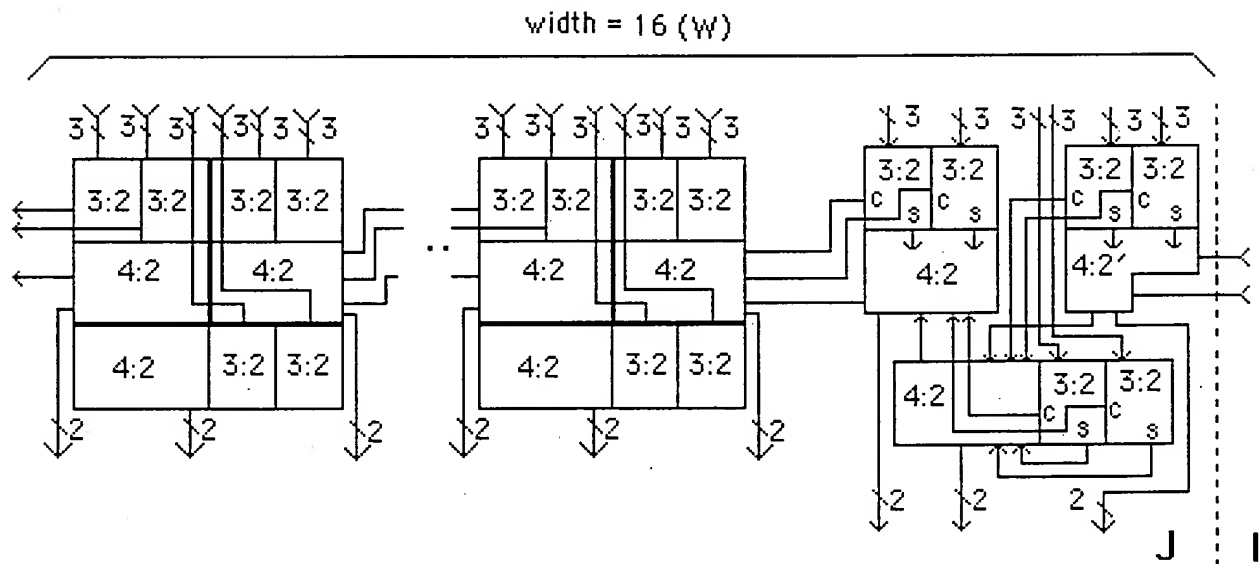 width = 16 (W)
3 3 3 3 3 3 3 3 3 3 3 3 3 3 3 3 3 3
3:2 3:2 3:2 3:2 3:2 3:2 3:2 3:2 3:2 3:2 3:2 3:2
C S C S C S C S
4:2 4:2 .. 4:2 4:2 4:2 4:2′
4:2 3:2 3:2 4:2 3:2 3:2 4:2 3:2 3:2
C S C S
2 2 2 2 2 2
2 2 2
J I